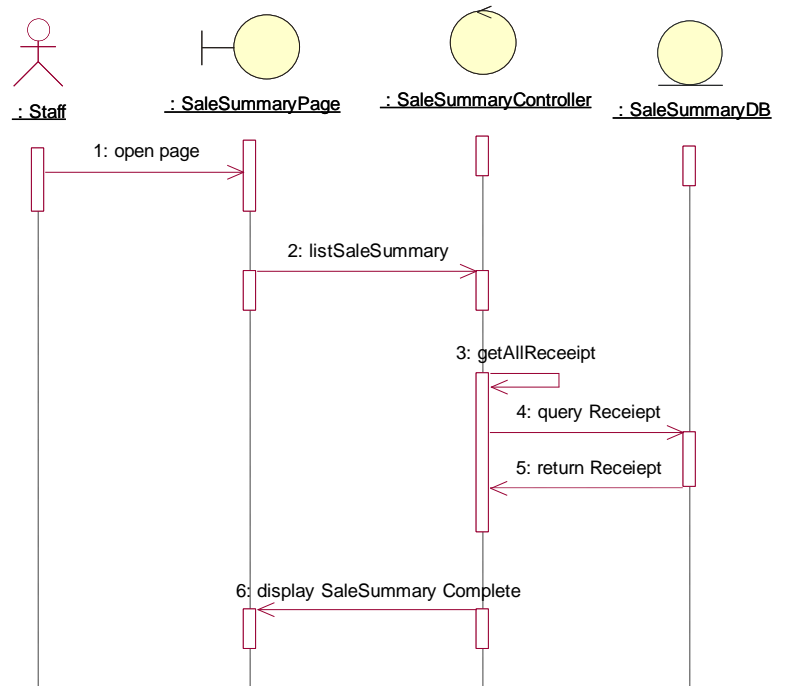 : Staff
: SaleSummaryPage
: SaleSummaryController
: SaleSummaryDB
1: open page
2: listSaleSummary
3: getAllReceeipt
4: query Receiept
5: return Receiept
6: display SaleSummary Complete